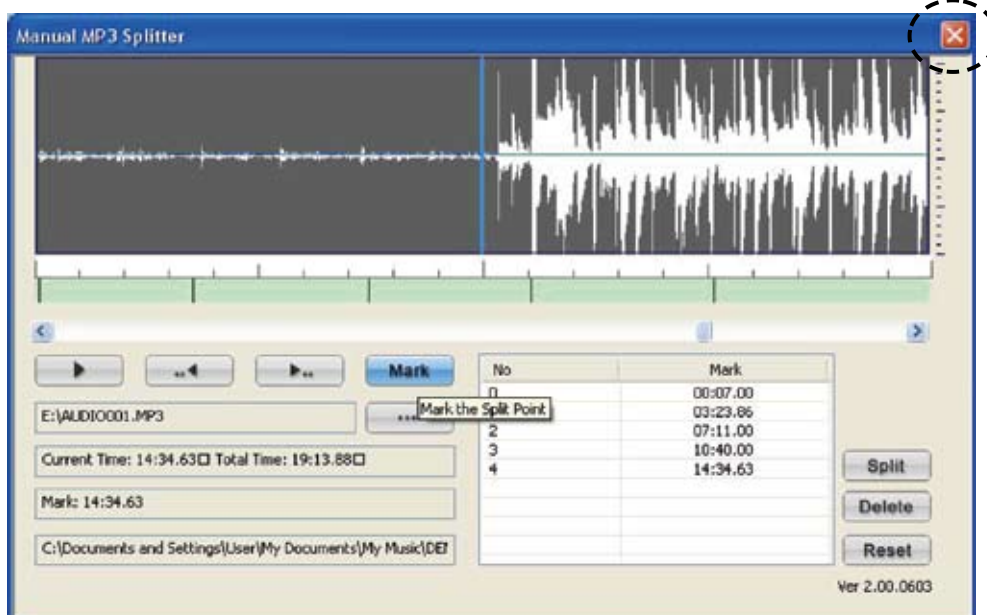 Manual MP3 Splitter
Mark
Mark the Split Point
E:\AUDIO001.MP3
Current Time: 14:34.63 Total Time: 19:13.88
Mark: 14:34.63
C:\Documents and Settings\User\My Documents\My Music\DE
No Mark
0 00:07.00
03:23.86
2 07:11.00
3 10:40.00
4 14:34.63
Split
Delete
Reset
Ver 2.00.0603